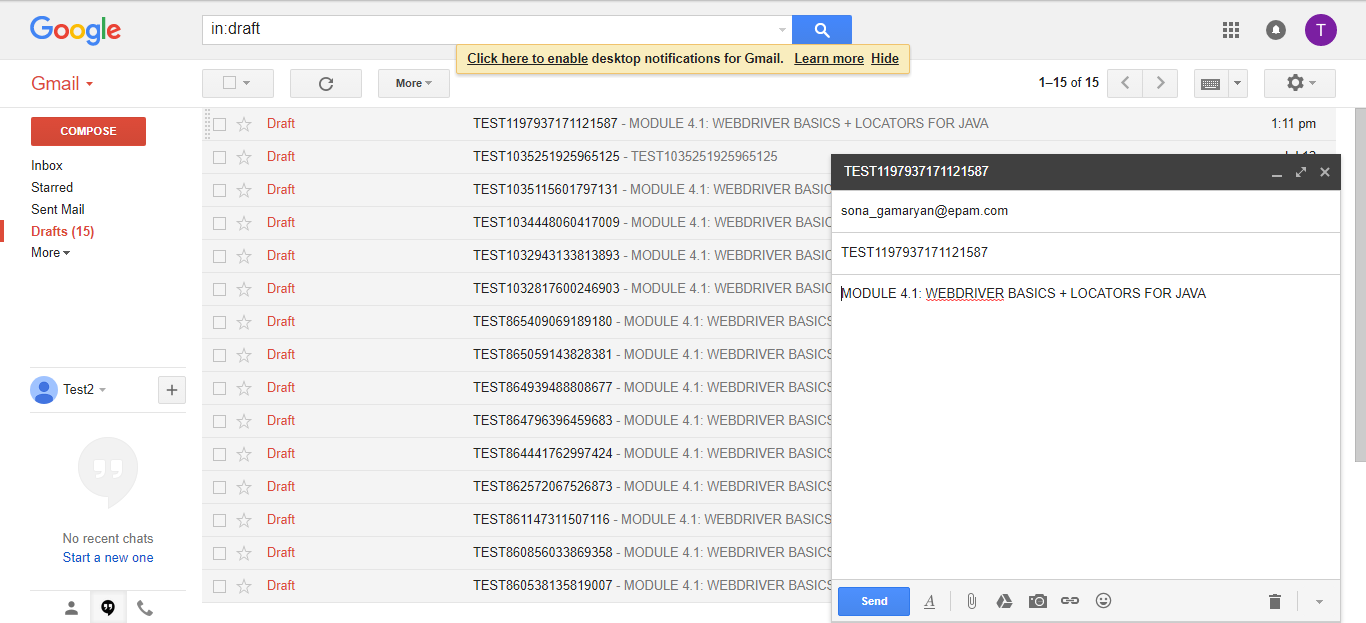 Google
in:draft
T
Click here to enable desktop notifications for Gmail. Learn more Hide
Gmail
More
1–15 of 15
COMPOSE
Inbox
Starred
Sent Mail
Drafts (15)
More
Test2
No recent chats
Start a new one
Draft TEST1197937171121587 - MODULE 4.1: WEBDRIVER BASICS + LOCATORS FOR JAVA 1:11 pm
Draft TEST1035251925965125 - TEST1035251925965125
Draft TEST1035115601797131 - MODULE 4.1: WEBDRIVER BASIC
Draft TEST1034448060417009 - MODULE 4.1: WEBDRIVER BASIC
Draft TEST1032943133813893 - MODULE 4.1: WEBDRIVER BASIC
Draft TEST1032817600246903 - MODULE 4.1: WEBDRIVER BASIC
Draft TEST865409069189180 - MODULE 4.1: WEBDRIVER BASICS
Draft TEST865059143828381 - MODULE 4.1: WEBDRIVER BASICS
Draft TEST864939488808677 - MODULE 4.1: WEBDRIVER BASICS
Draft TEST864796396459683 - MODULE 4.1: WEBDRIVER BASICS
Draft TEST864441762997424 - MODULE 4.1: WEBDRIVER BASICS
Draft TEST862572067526873 - MODULE 4.1: WEBDRIVER BASICS
Draft TEST861147311507116 - MODULE 4.1: WEBDRIVER BASICS
Draft TEST860856033869358 - MODULE 4.1: WEBDRIVER BASICS
Draft TEST860538135819007 - MODULE 4.1: WEBDRIVER BASICS
TEST1197937171121587
sona_gamaryan@epam.com
TEST1197937171121587
MODULE 4.1: WEBDRIVER BASICS + LOCATORS FOR JAVA
Send A